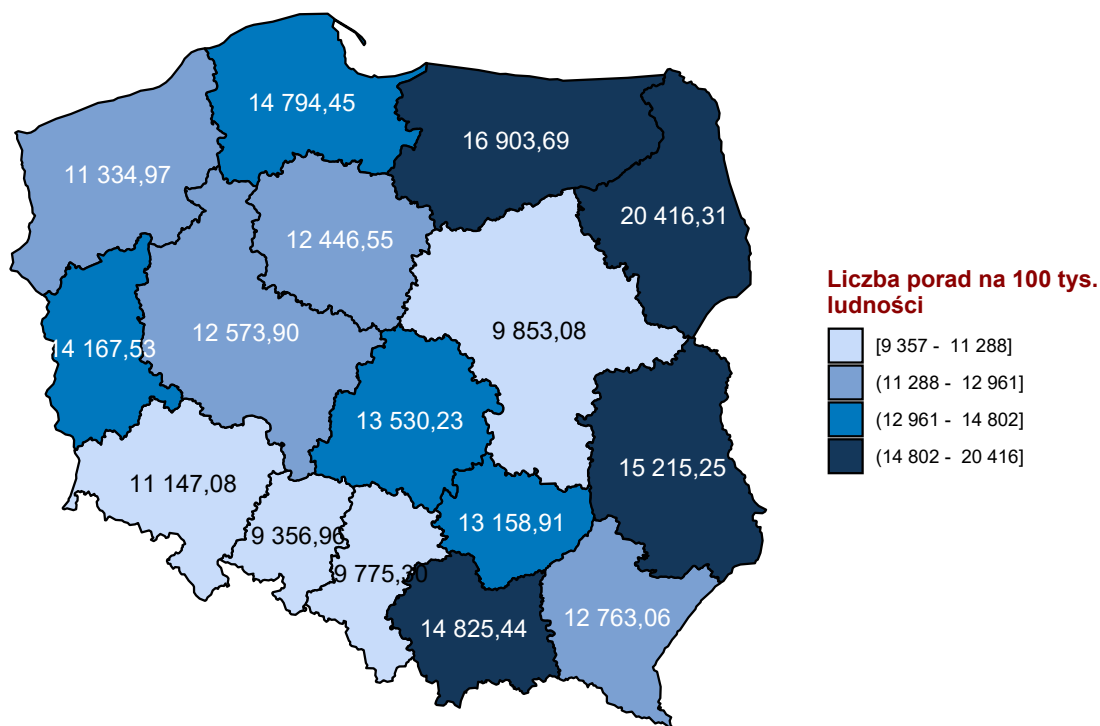 14 794,45
16 903,69
11 334,97
20 416,31
12 446,55
12 573,90
9 853,08
14 167,53
13 530,23
15 215,25
11 147,08
13 158,91
9 356,96
9 775,30
12 763,06
14 825,44
Liczba porad na 100 tys.
ludności
[9 357 - 11 288]
(11 288 - 12 961]
(12 961 - 14 802]
(14 802 - 20 416]